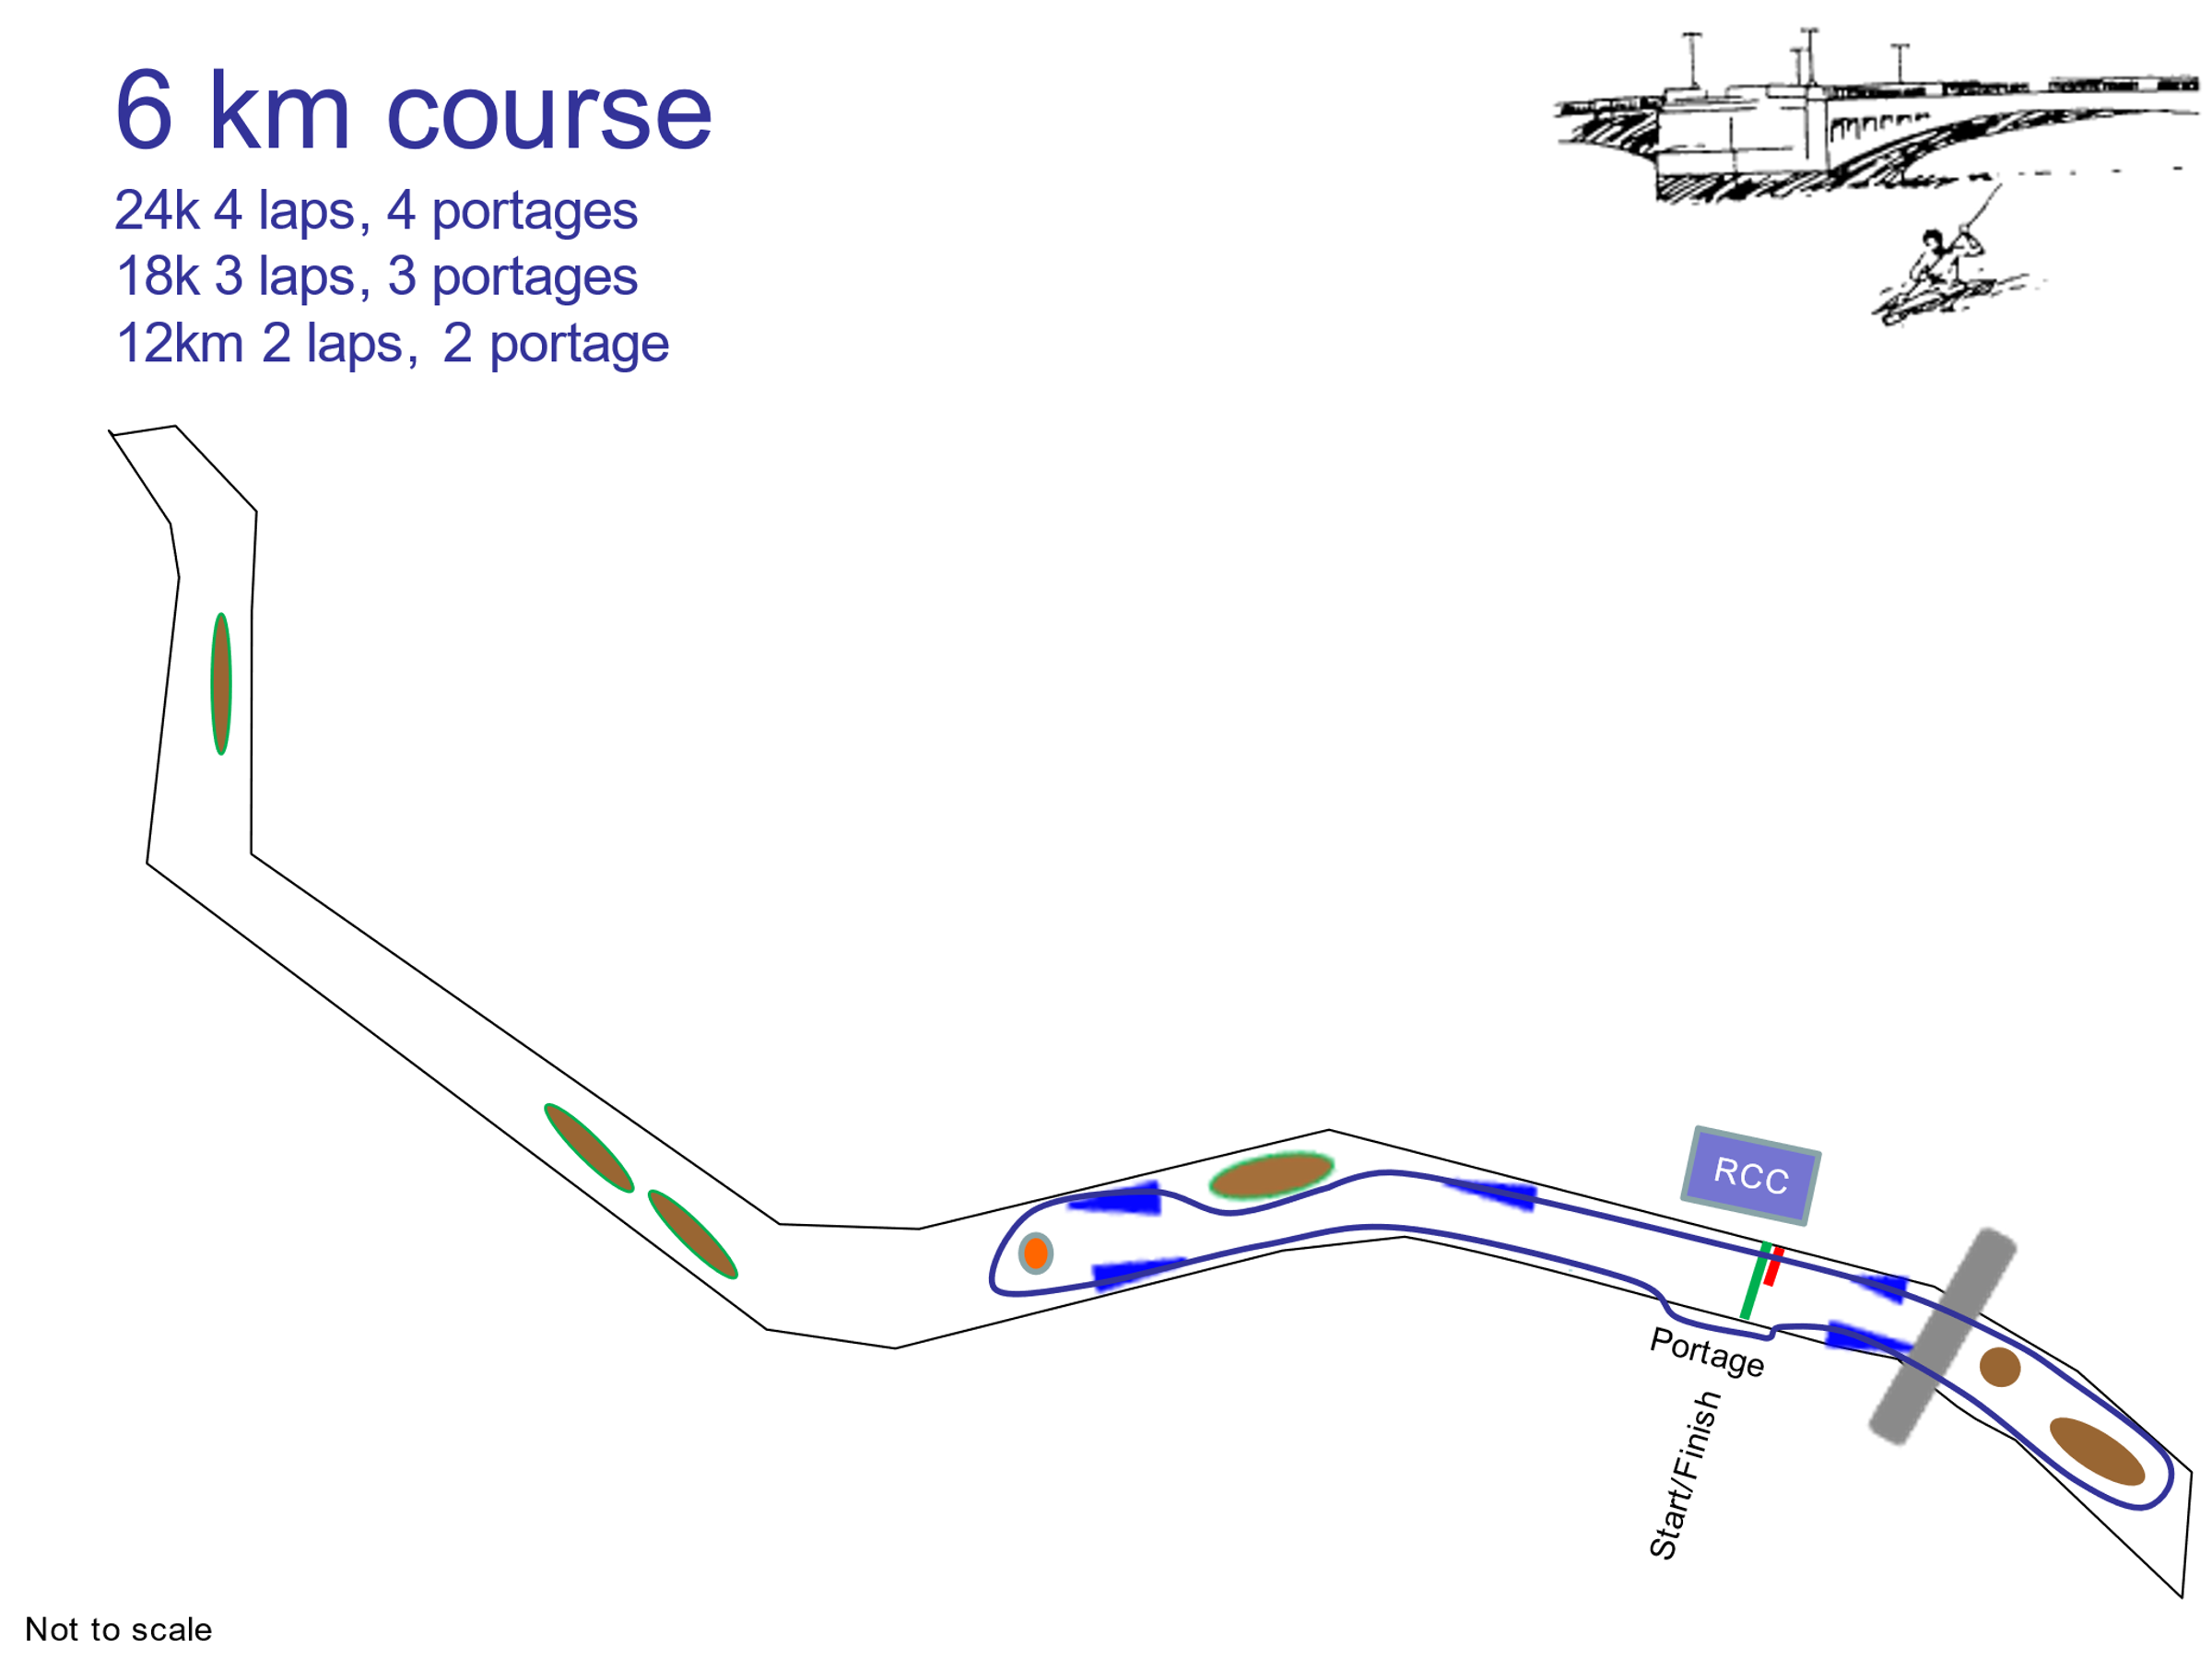 6 km course
24k 4 laps, 4 portages
18k 3 laps, 3 portages
12km 2 laps, 2 portage
RCC
Portage
Start/Finish
Not to scale